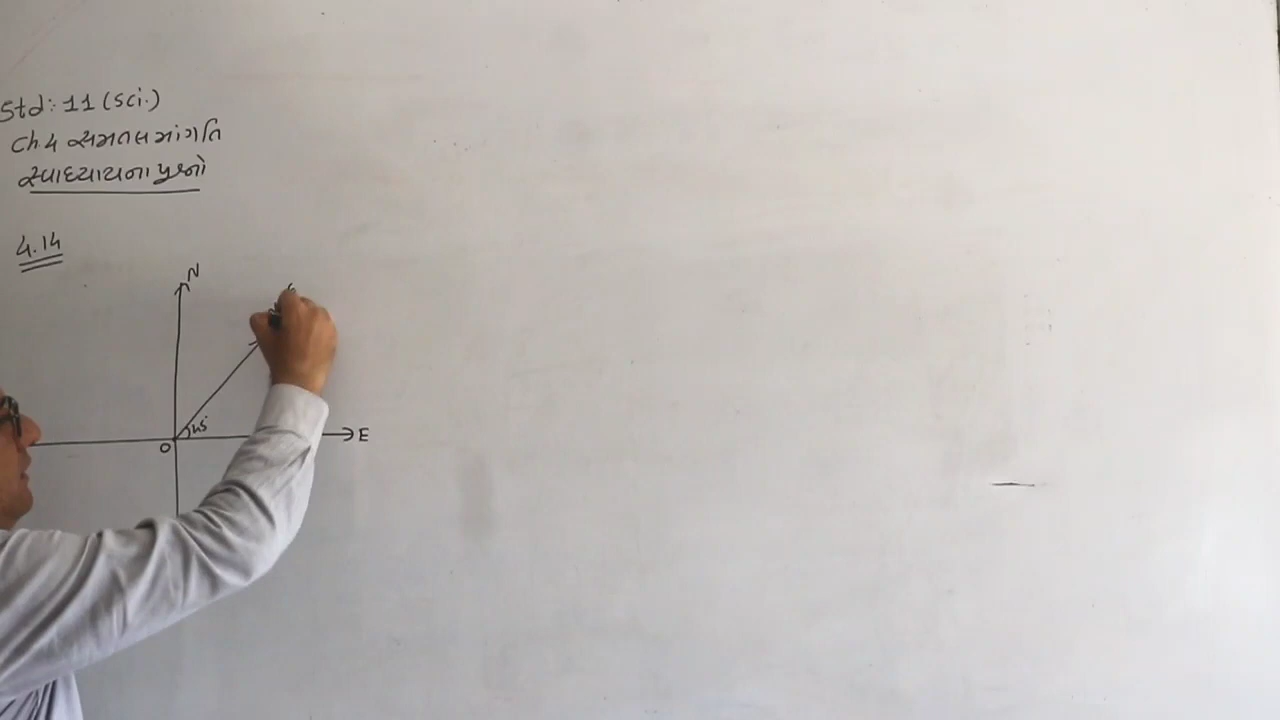 Std: 11 (Sci.)
Ch.4 સમતલમાં ગતિ
સ્વાધ્યાયના પ્રશ્નો
4.14
N
45°
O
E